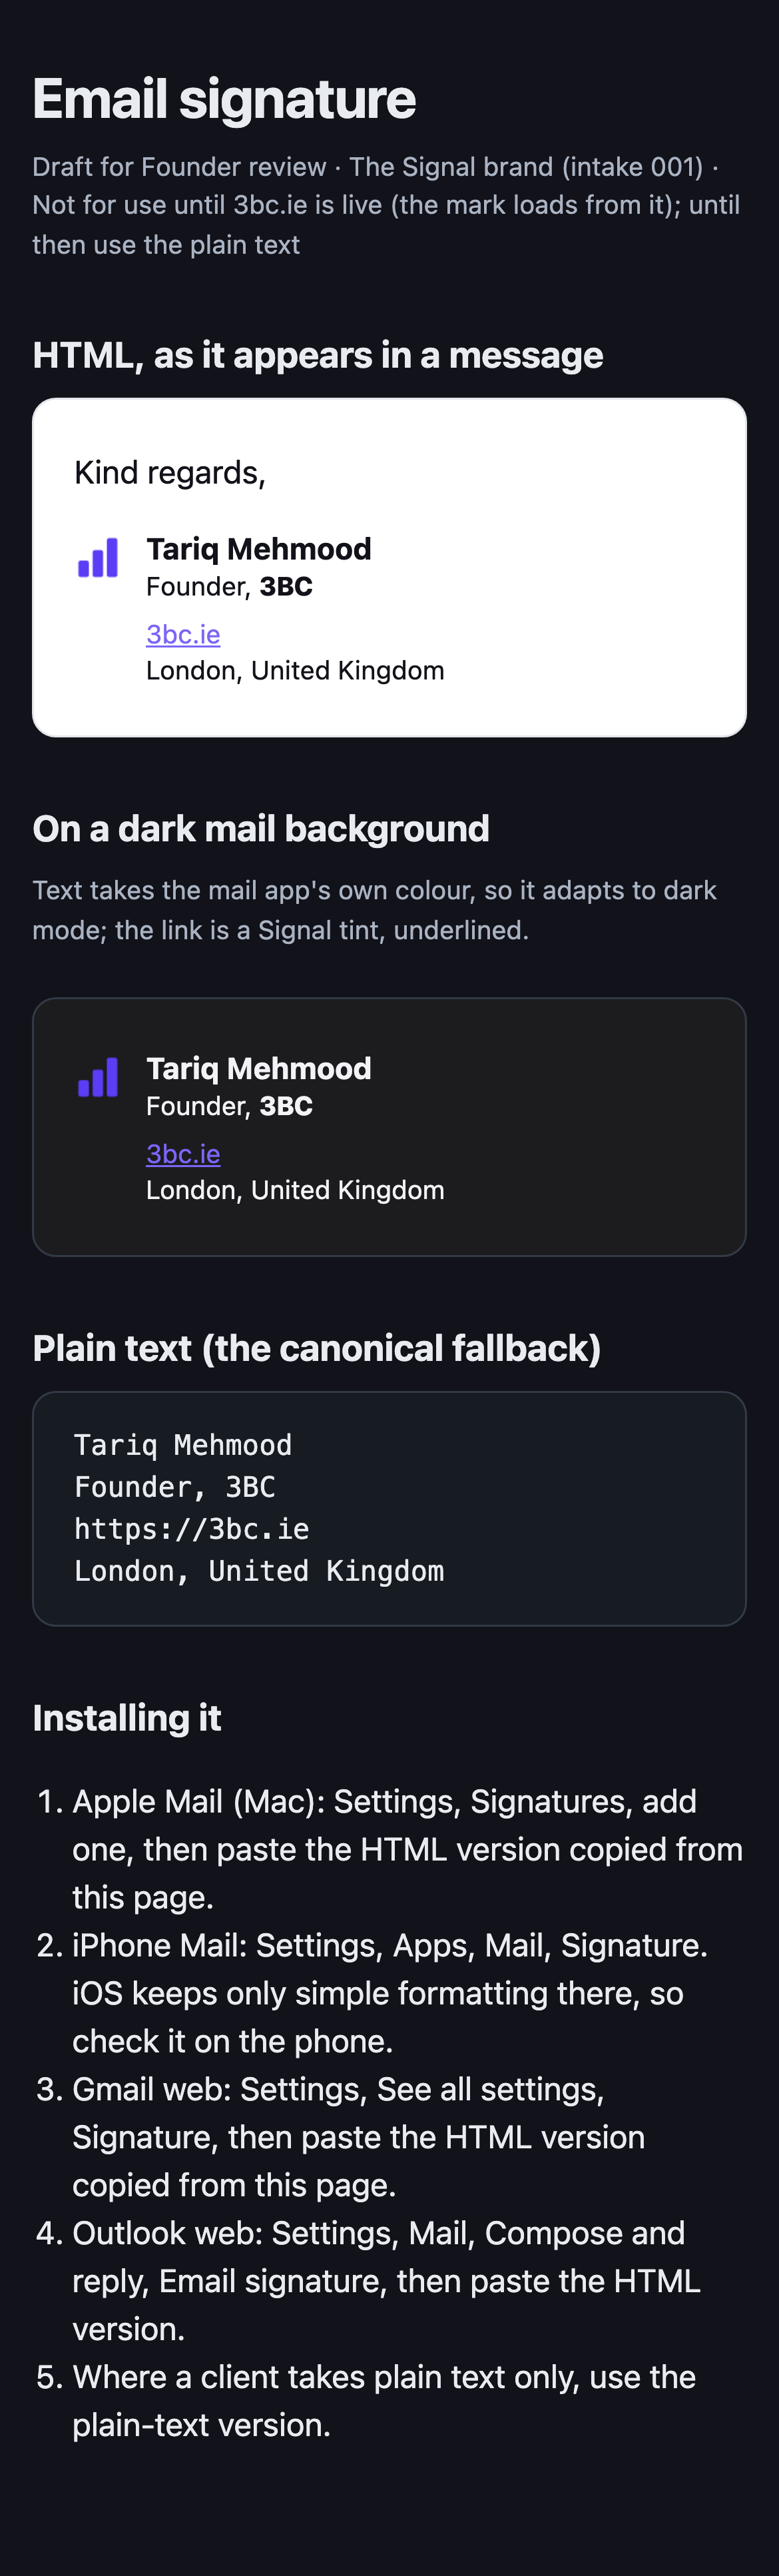 Email signature
Draft for Founder review · The Signal brand (intake 001) ·
Not for use until 3bc.ie is live (the mark loads from it); until
then use the plain text
HTML, as it appears in a message
Kind regards,
Tariq Mehmood
Founder, 3BC
3bc.ie
London, United Kingdom
On a dark mail background
Text takes the mail app's own colour, so it adapts to dark
mode; the link is a Signal tint, underlined.
Tariq Mehmood
Founder, 3BC
3bc.ie
London, United Kingdom
Plain text (the canonical fallback)
Tariq Mehmood
Founder, 3BC
https://3bc.ie
London, United Kingdom
Installing it
1. Apple Mail (Mac): Settings, Signatures, add
one, then paste the HTML version copied from
this page.
2. iPhone Mail: Settings, Apps, Mail, Signature.
iOS keeps only simple formatting there, so
check it on the phone.
3. Gmail web: Settings, See all settings,
Signature, then paste the HTML version
copied from this page.
4. Outlook web: Settings, Mail, Compose and
reply, Email signature, then paste the HTML
version.
5. Where a client takes plain text only, use the
plain-text version.